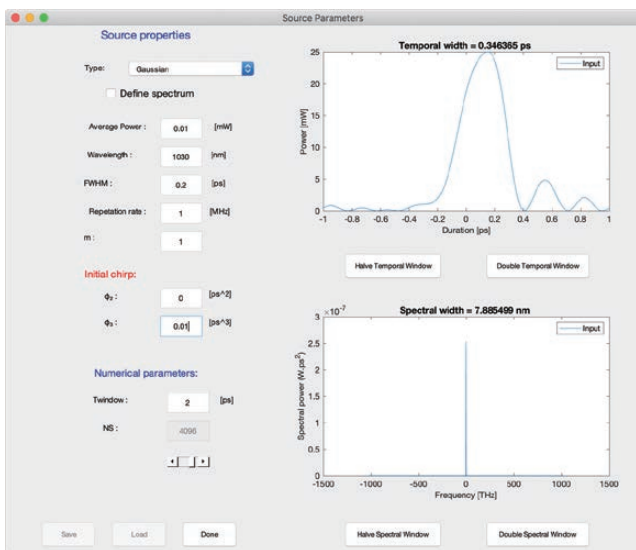 Source Parameters
Source properties
Type: Gaussian
Define spectrum
Average Power : 0.01 [mW]
Wavelength : 1030 [nm]
FWHM : 0.2 [ps]
Repetation rate : 1 [MHz]
m : 1
Initial chirp:
ϕ₂ : 0 [ps^2]
ϕ₃ : 0.01 [ps^3]
Numerical parameters:
Twindow : 2 [ps]
NS : 4096
Save Load Done
Temporal width = 0.346365 ps
Input
Power [mW]
25
20
15
10
5
0
-1 -0.8 -0.6 -0.4 -0.2 0 0.2 0.4 0.6 0.8 1
Duration [ps]
Halve Temporal Window Double Temporal Window
×10⁻⁷ Spectral width = 7.885499 nm
Input
Spectral power (W.ps²)
3
2.5
2
1.5
1
0.5
0
-1500 -1000 -500 0 500 1000 1500
Frequency [THz]
Halve Spectral Window Double Spectral Window